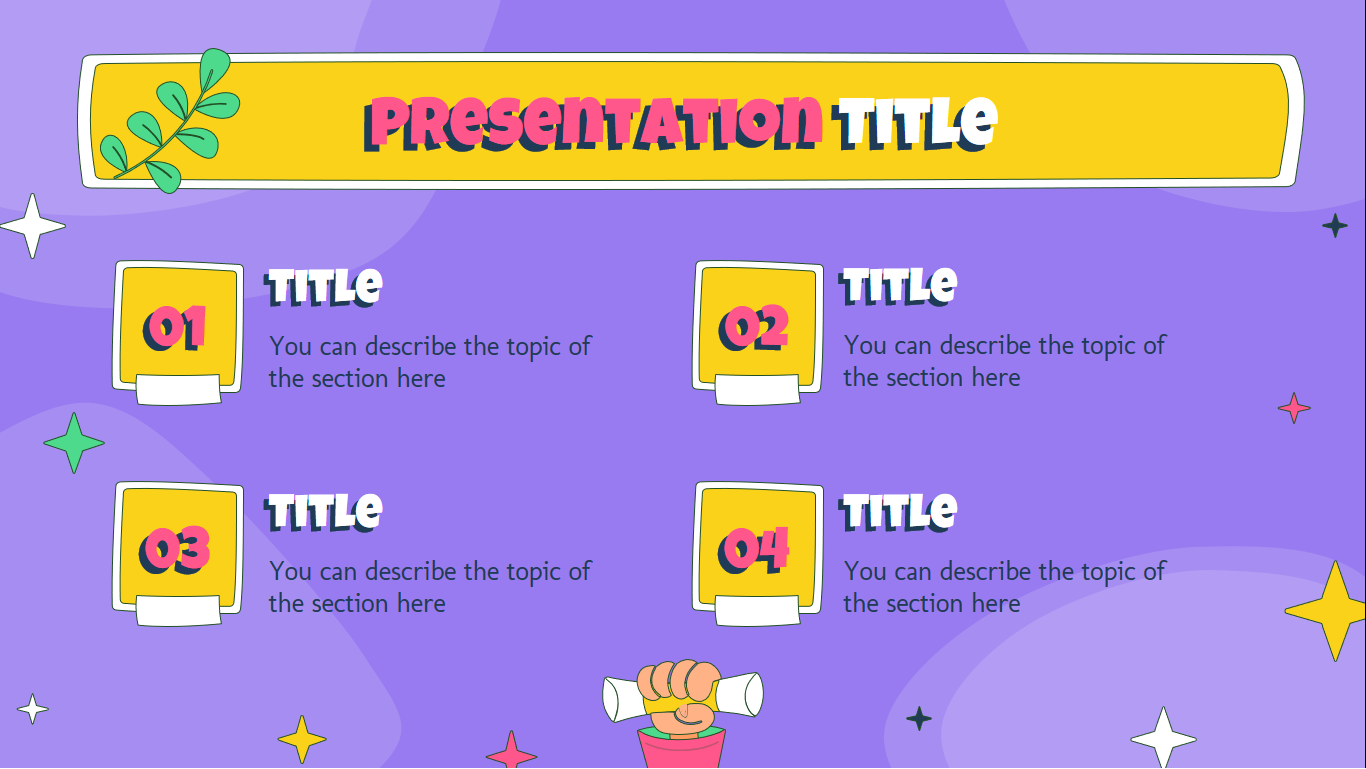 PRESENTATION TITLE
01
TITLE
You can describe the topic of
the section here
02
TITLE
You can describe the topic of
the section here
03
TITLE
You can describe the topic of
the section here
04
TITLE
You can describe the topic of
the section here